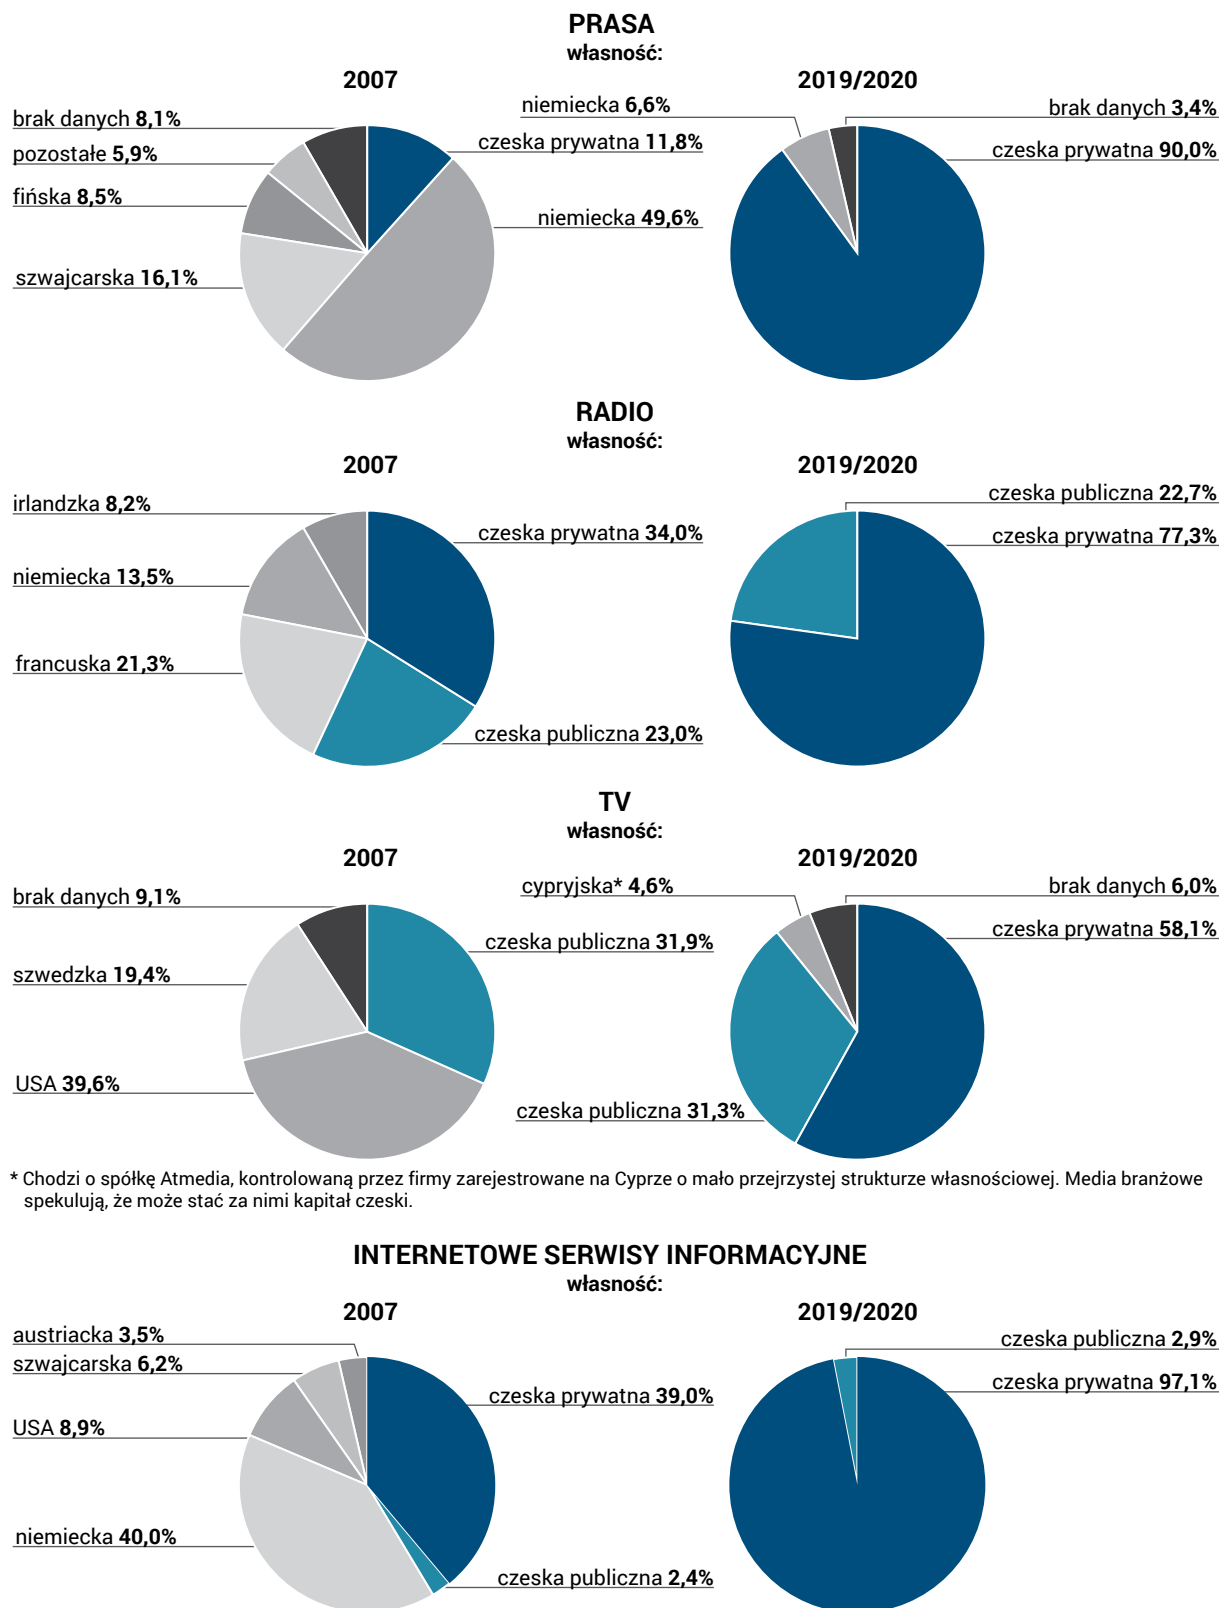 PRASA
własność:
2007
brak danych 8,1%
pozostałe 5,9%
fińska 8,5%
szwajcarska 16,1%
czeska prywatna 11,8%
niemiecka 49,6%
2019/2020
niemiecka 6,6%
brak danych 3,4%
czeska prywatna 90,0%
RADIO
własność:
2007
irlandzka 8,2%
niemiecka 13,5%
francuska 21,3%
czeska prywatna 34,0%
czeska publiczna 23,0%
2019/2020
czeska publiczna 22,7%
czeska prywatna 77,3%
TV
własność:
2007
brak danych 9,1%
szwedzka 19,4%
USA 39,6%
czeska publiczna 31,9%
2019/2020
cypryjska* 4,6%
brak danych 6,0%
czeska prywatna 58,1%
czeska publiczna 31,3%
* Chodzi o spółkę Atmedia, kontrolowaną przez firmy zarejestrowane na Cyprze o mało przejrzystej strukturze własnościowej. Media branżowe
spekulują, że może stać za nimi kapitał czeski.
INTERNETOWE SERWISY INFORMACYJNE
własność:
2007
austriacka 3,5%
szwajcarska 6,2%
USA 8,9%
niemiecka 40,0%
czeska prywatna 39,0%
czeska publiczna 2,4%
2019/2020
czeska publiczna 2,9%
czeska prywatna 97,1%